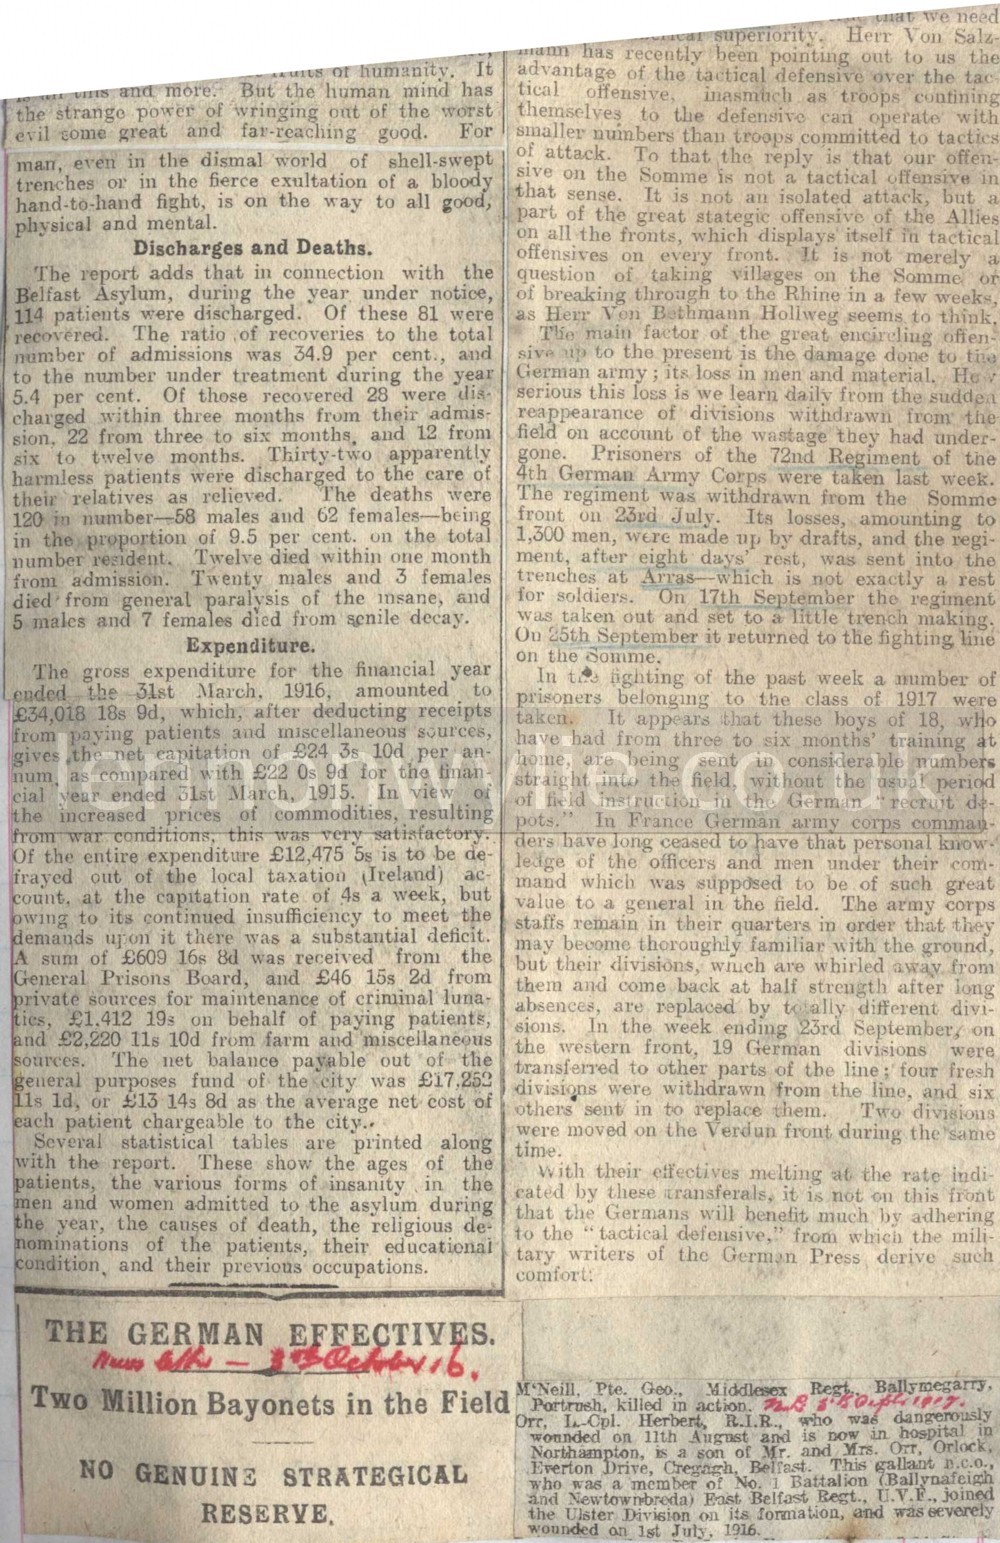 fruits of humanity. It
and more. But the human mind has
the strange power of wringing out of the worst
evil some great and far-reaching good. For
man, even in the dismal world of shell-swept
trenches or in the fierce exultation of a bloody
hand-to-hand fight, is on the way to all good,
physical and mental.
Discharges and Deaths.
The report adds that in connection with the
Belfast Asylum, during the year under notice,
114 patients were discharged. Of these 81 were
recovered. The ratio of recoveries to the total
number of admissions was 34.9 per cent., and
to the number under treatment during the year
5.4 per cent. Of those recovered 28 were dis-
charged within three months from their admis-
sion, 22 from three to six months, and 12 from
six to twelve months. Thirty-two apparently
harmless patients were discharged to the care of
their relatives as relieved. The deaths were
120 in number—58 males and 62 females—being
in the proportion of 9.5 per cent. on the total
number resident. Twelve died within one month
from admission. Twenty males and 3 females
died from general paralysis of the insane, and
5 males and 7 females died from senile decay.
Expenditure.
The gross expenditure for the financial year
ended the 31st March, 1916, amounted to
£34,018 18s 9d, which, after deducting receipts
from paying patients and miscellaneous sources,
gives the net capitation of £24 3s 10d per an-
num, as compared with £22 0s 9d for the finan-
cial year ended 31st March, 1915. In view of
the increased prices of commodities, resulting
from war conditions, this was very satisfactory.
Of the entire expenditure £12,475 5s is to be de-
frayed out of the local taxation (Ireland) ac-
count, at the capitation rate of 4s a week, but
owing to its continued insufficiency to meet the
demands upon it there was a substantial deficit.
A sum of £609 16s 8d was received from the
General Prisons Board, and £46 15s 2d from
private sources for maintenance of criminal luna-
tics, £1,412 19s on behalf of paying patients,
and £2,220 11s 10d from farm and miscellaneous
sources. The net balance payable out of the
general purposes fund of the city was £17,252
11s 1d, or £13 14s 8d as the average net cost of
each patient chargeable to the city.
Several statistical tables are printed along
with the report. These show the ages of the
patients, the various forms of insanity in the
men and women admitted to the asylum during
the year, the causes of death, the religious de-
nominations of the patients, their educational
condition, and their previous occupations.
THE GERMAN EFFECTIVES.
News letter — 3rd October 16.
Two Million Bayonets in the Field
NO GENUINE STRATEGICAL
RESERVE.
that we need
superiority. Herr Von Salz-
mann has recently been pointing out to us the
advantage of the tactical defensive over the tac-
tical offensive, inasmuch as troops confining
themselves to the defensive can operate with
smaller numbers than troops committed to tactics
of attack. To that the reply is that our offen-
sive on the Somme is not a tactical offensive in
that sense. It is not an isolated attack, but a
part of the great stategic offensive of the Allies
on all the fronts, which displays itself in tactical
offensives on every front. It is not merely a
question of taking villages on the Somme or
of breaking through to the Rhine in a few weeks,
as Herr Von Bethmann Hollweg seems to think.
The main factor of the great encircling offen-
sive up to the present is the damage done to the
German army; its loss in men and material. How
serious this loss is we learn daily from the sudden
reappearance of divisions withdrawn from the
field on account of the wastage they had under-
gone. Prisoners of the 72nd Regiment of the
4th German Army Corps were taken last week.
The regiment was withdrawn from the Somme
front on 23rd July. Its losses, amounting to
1,300 men, were made up by drafts, and the regi-
ment, after eight days' rest, was sent into the
trenches at Arras—which is not exactly a rest
for soldiers. On 17th September the regiment
was taken out and set to a little trench making.
On 25th September it returned to the fighting line
on the Somme.
In the fighting of the past week a number of
prisoners belonging to the class of 1917 were
taken. It appears that these boys of 18, who
have had from three to six months' training at
home, are being sent in considerable numbers
straight into the field, without the usual period
of field instruction in the German "recruit de-
pots." In France German army corps comman-
ders have long ceased to have that personal know-
ledge of the officers and men under their com-
mand which was supposed to be of such great
value to a general in the field. The army corps
staffs remain in their quarters in order that they
may become thoroughly familiar with the ground,
but their divisions, which are whirled away from
them and come back at half strength after long
absences, are replaced by totally different divi-
sions. In the week ending 23rd September, on
the western front, 19 German divisions were
transferred to other parts of the line; four fresh
divisions were withdrawn from the line, and six
others sent in to replace them. Two divisions
were moved on the Verdun front during the same
time.
With their effectives melting at the rate indi-
cated by these transferals, it is not on this front
that the Germans will benefit much by adhering
to the "tactical defensive," from which the mili-
tary writers of the German Press derive such
comfort.
M'Neill, Pte. Geo., Middlesex Regt., Ballymegarry,
Portrush, killed in action.
Orr, L.-Cpl. Herbert, R.I.R., who was dangerously
wounded on 11th August and is now in hospital in
Northampton, is a son of Mr. and Mrs. Orr, Orlock,
Everton Drive, Cregagh, Belfast. This gallant n.c.o.,
who was a member of No. 1 Battalion (Ballynafeigh
and Newtownbreda) East Belfast Regt., U.V.F., joined
the Ulster Division on its formation, and was severely
wounded on 1st July, 1916.